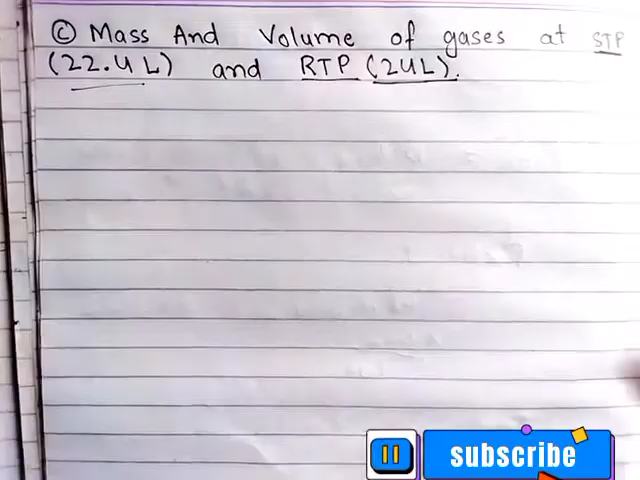 © Mass And Volume of gases at STP
(22.4 L) and RTP (24L).
subscribe